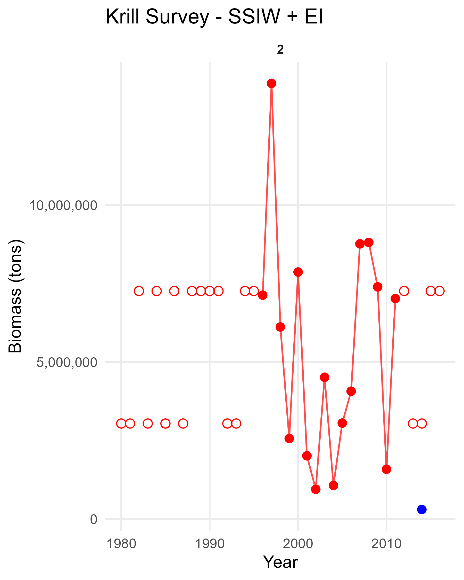 Krill Survey - SSIW + EI
2
Biomass (tons)
10,000,000
5,000,000
0
1980 1990 2000 2010
Year